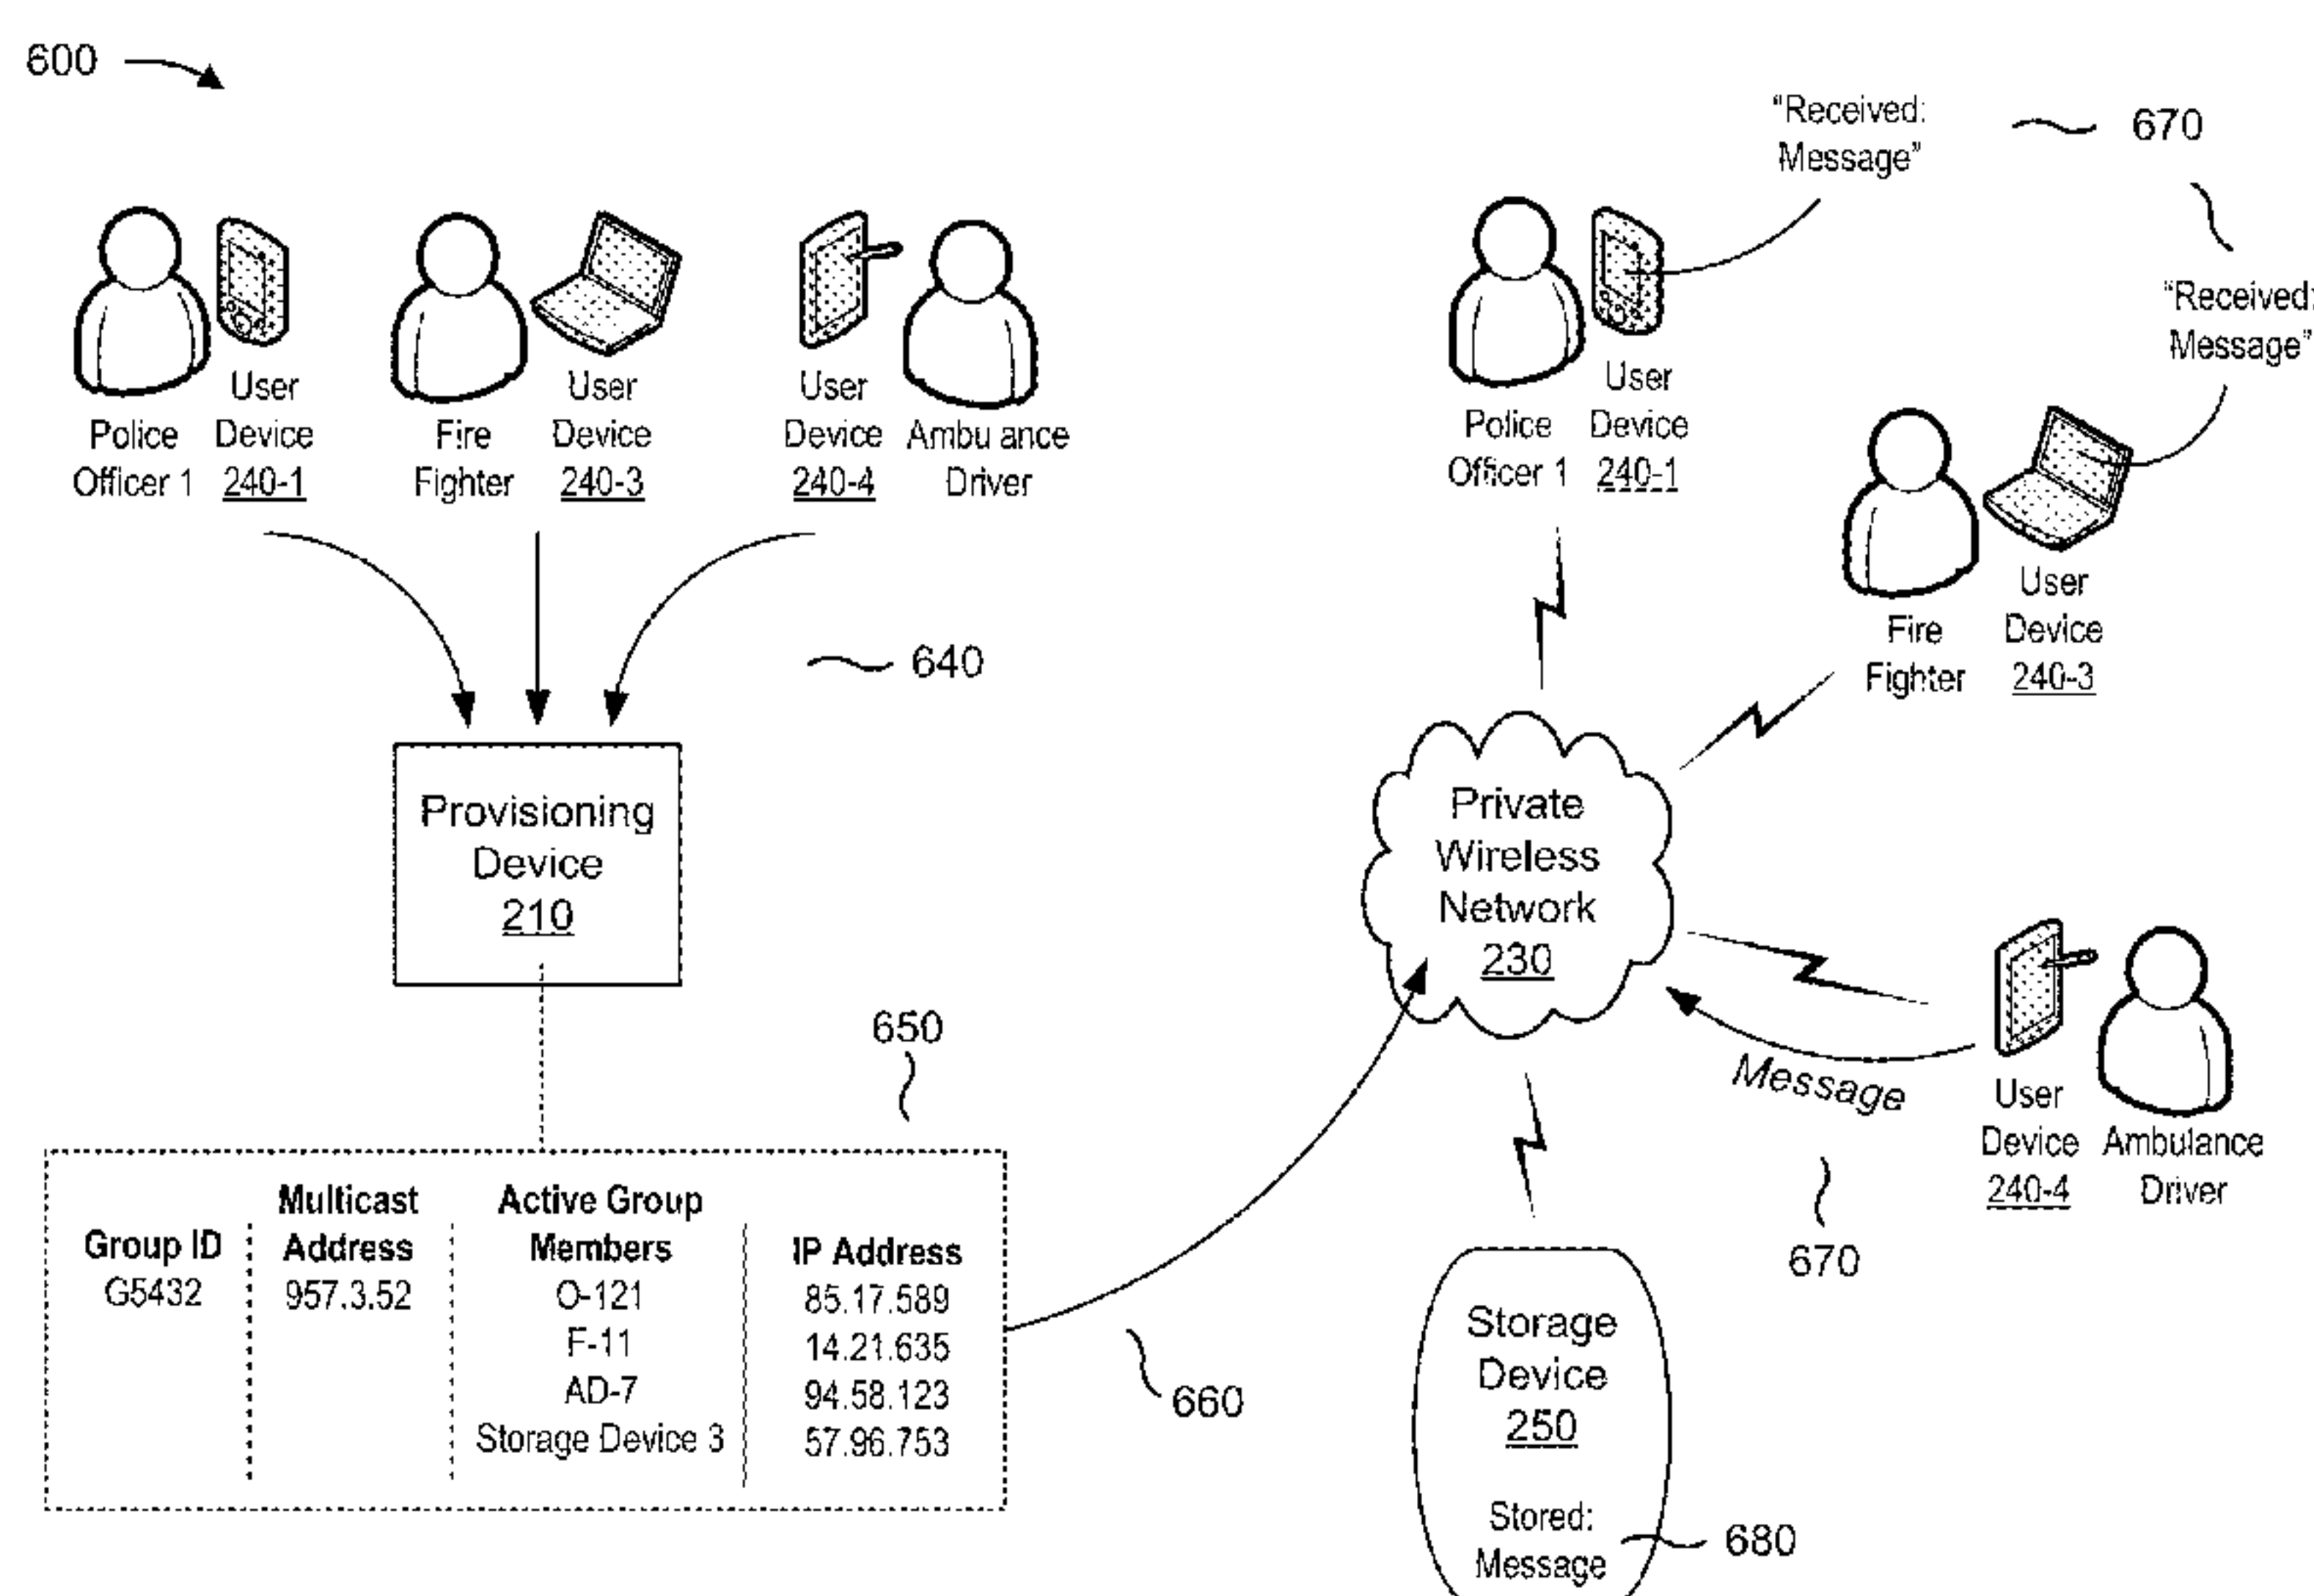 600
"Received:
Message"
670
"Received:
Message"
Police
Officer 1
User
Device
240-1
Fire
Fighter
User
Device
240-3
User
Device
240-4
Ambu ance
Driver
Police
Officer 1
User
Device
240-1
Fire
Fighter
User
Device
240-3
640
Provisioning
Device
210
Private
Wireless
Network
230
Message
User
Device
240-4
Ambulance
Driver
670
650
Group ID
G5432
Multicast
Address
957.3.52
Active Group
Members
O-121
F-11
AD-7
Storage Device 3
IP Address
85.17.589
14.21.635
94.58.123
57.96.753
660
Storage
Device
250
Stored:
Message
680